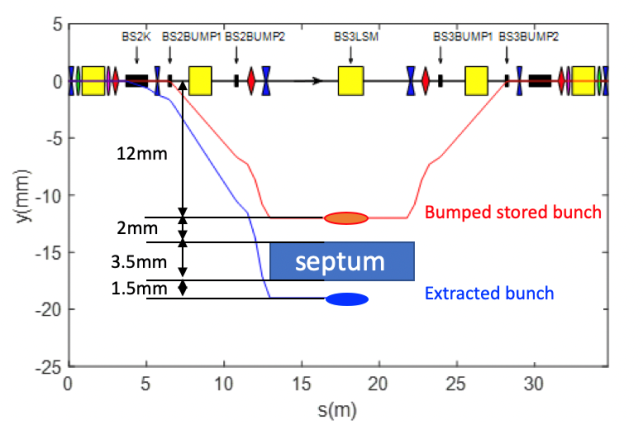 BS2K BS2BUMP1 BS2BUMP2 BS3LSM BS3BUMP1 BS3BUMP2
5
0
-5
-10
-15
-20
-25
y(mm)
12mm
2mm
3.5mm
1.5mm
Bumped stored bunch
septum
Extracted bunch
0 5 10 15 20 25 30
s(m)